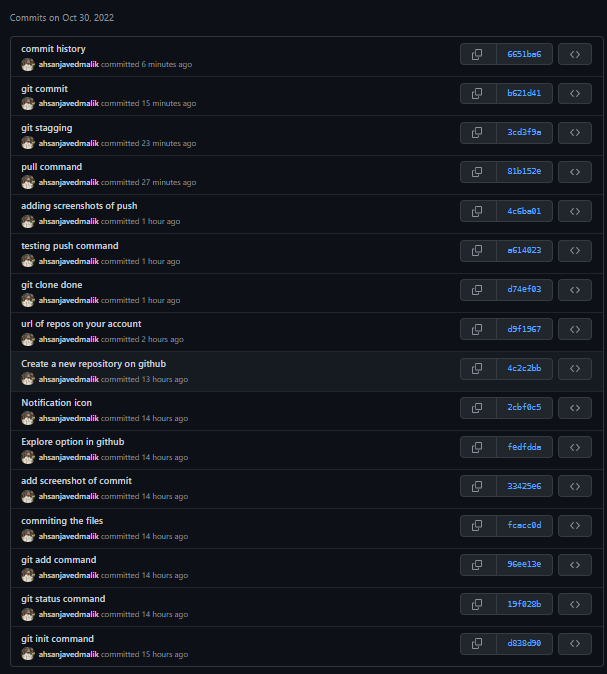 Commits on Oct 30, 2022
commit history
6651ba6
ahsanjavedmalik committed 6 minutes ago
git commit
b621d41
ahsanjavedmalik committed 15 minutes ago
git stagging
3cd3f9a
ahsanjavedmalik committed 23 minutes ago
pull command
81b152e
ahsanjavedmalik committed 27 minutes ago
adding screenshots of push
4c6ba01
ahsanjavedmalik committed 1 hour ago
testing push command
a614023
ahsanjavedmalik committed 1 hour ago
git clone done
d74ef03
ahsanjavedmalik committed 1 hour ago
url of repos on your account
d9f1967
ahsanjavedmalik committed 2 hours ago
Create a new repository on github
4c2c2bb
ahsanjavedmalik committed 13 hours ago
Notification icon
2cbf0c5
ahsanjavedmalik committed 14 hours ago
Explore option in github
fedfdda
ahsanjavedmalik committed 14 hours ago
add screenshot of commit
33425e6
ahsanjavedmalik committed 14 hours ago
commiting the files
fcacc0d
ahsanjavedmalik committed 14 hours ago
git add command
96ee13e
ahsanjavedmalik committed 14 hours ago
git status command
19f028b
ahsanjavedmalik committed 14 hours ago
git init command
d838d90
ahsanjavedmalik committed 15 hours ago